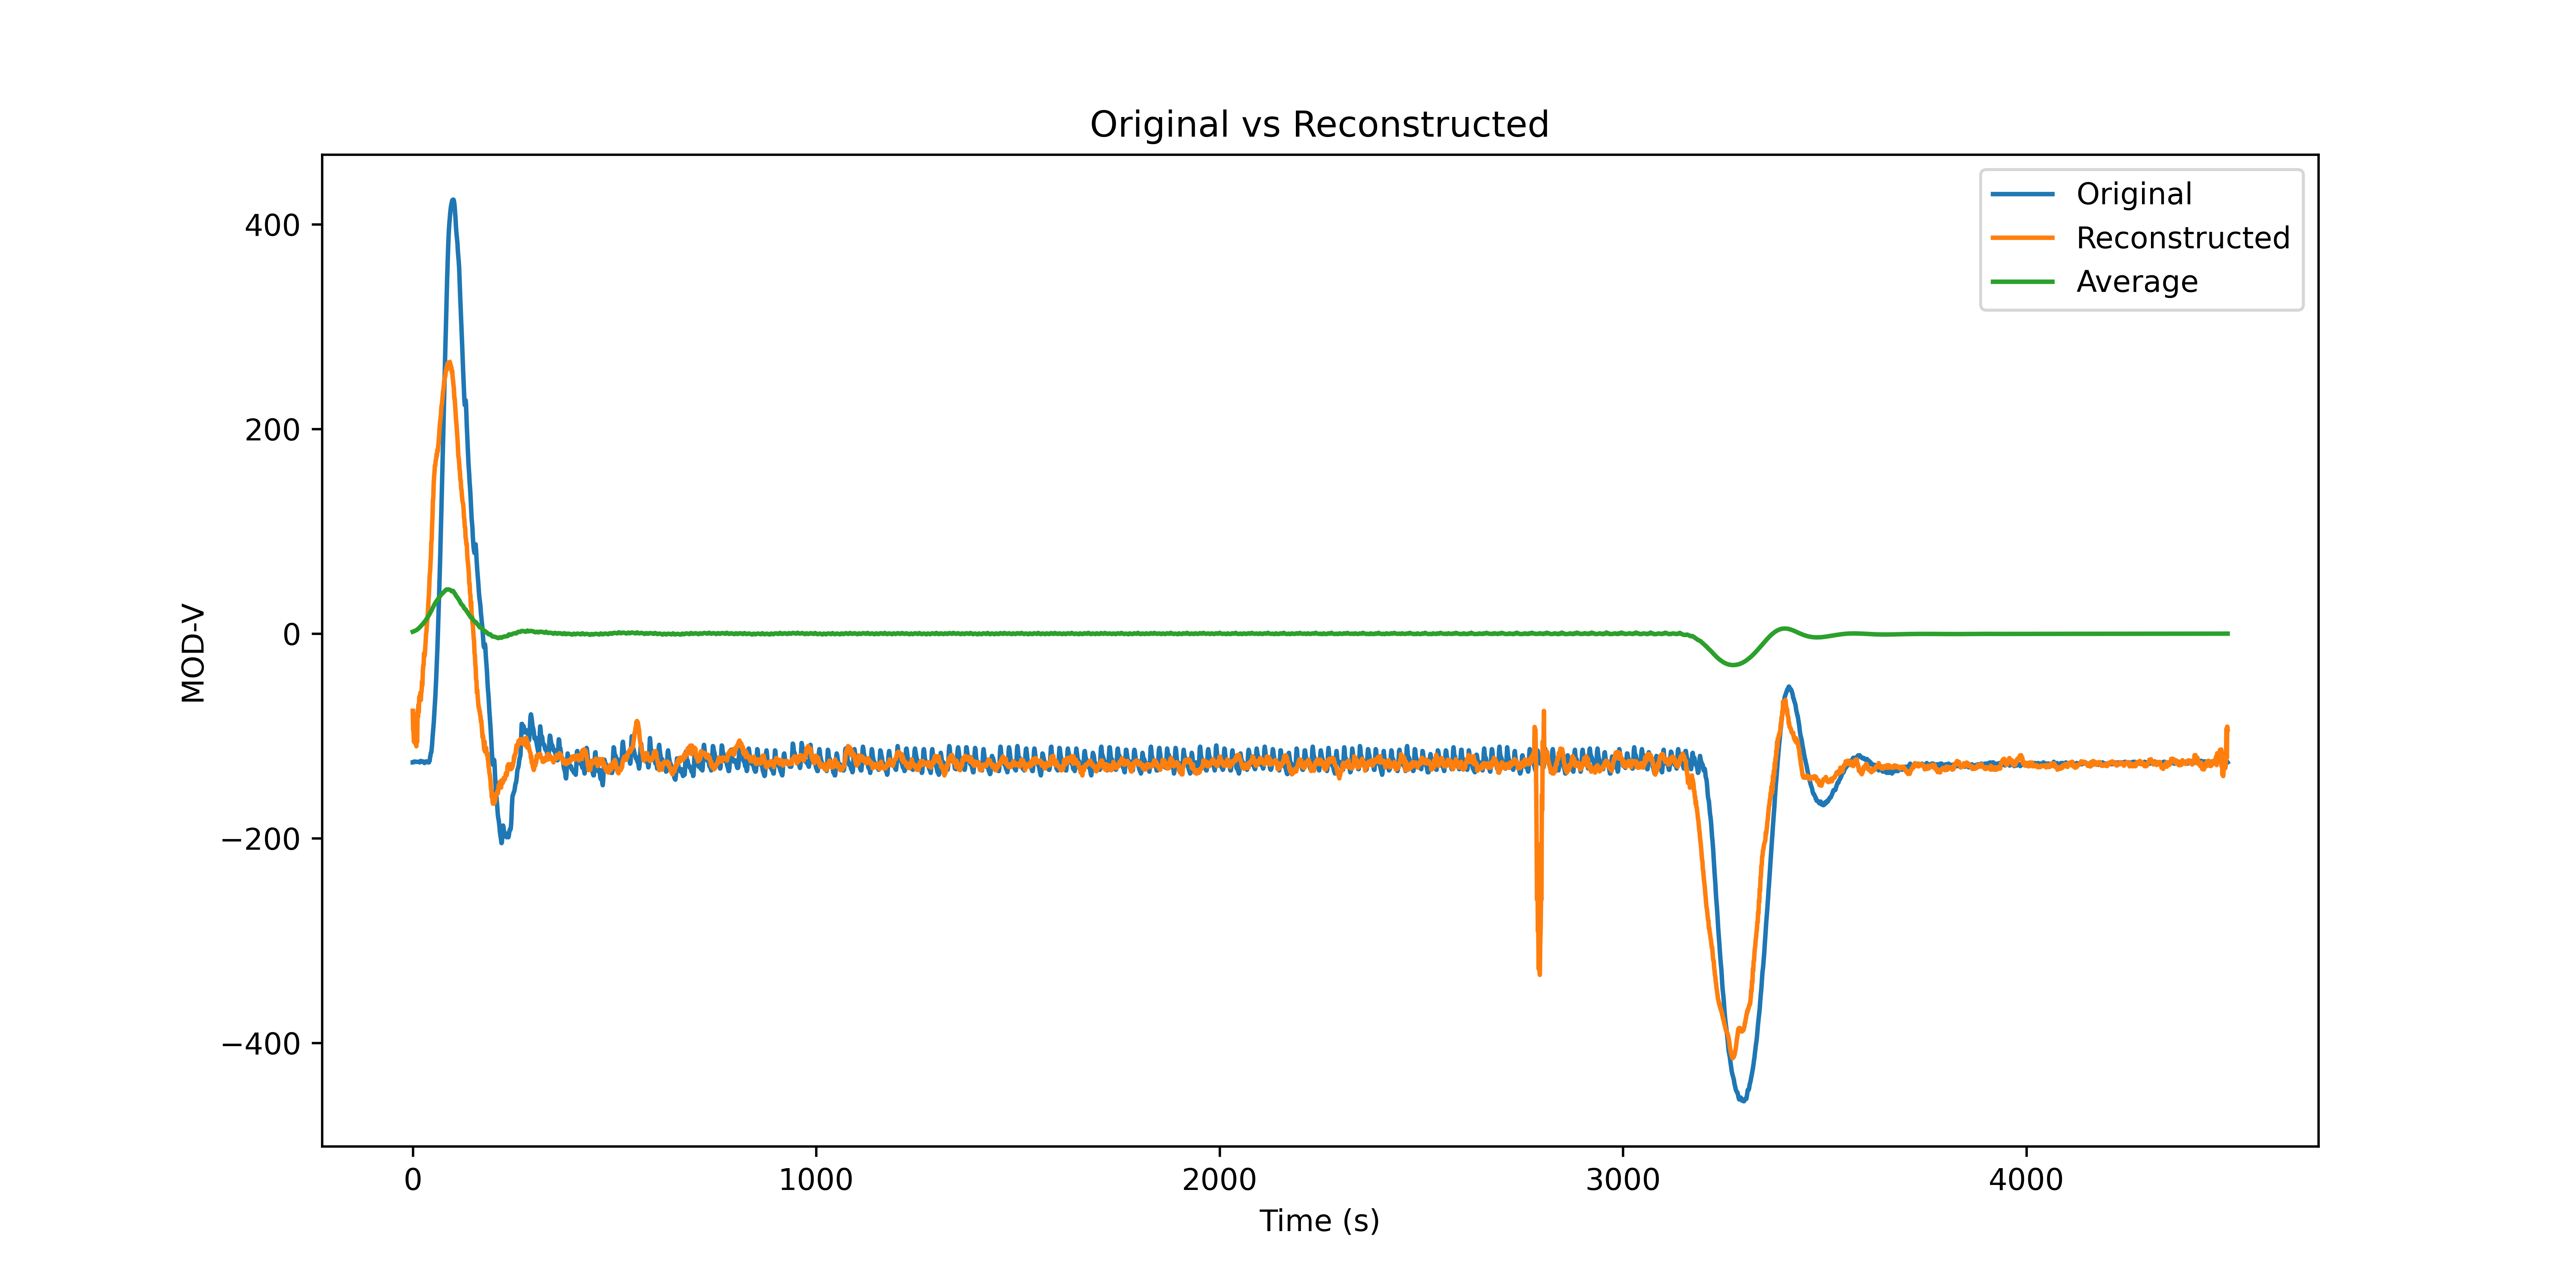 Original vs Reconstructed
Original
Reconstructed
Average
400
200
0
−200
−400
MOD-V
0
1000
2000
3000
4000
Time (s)